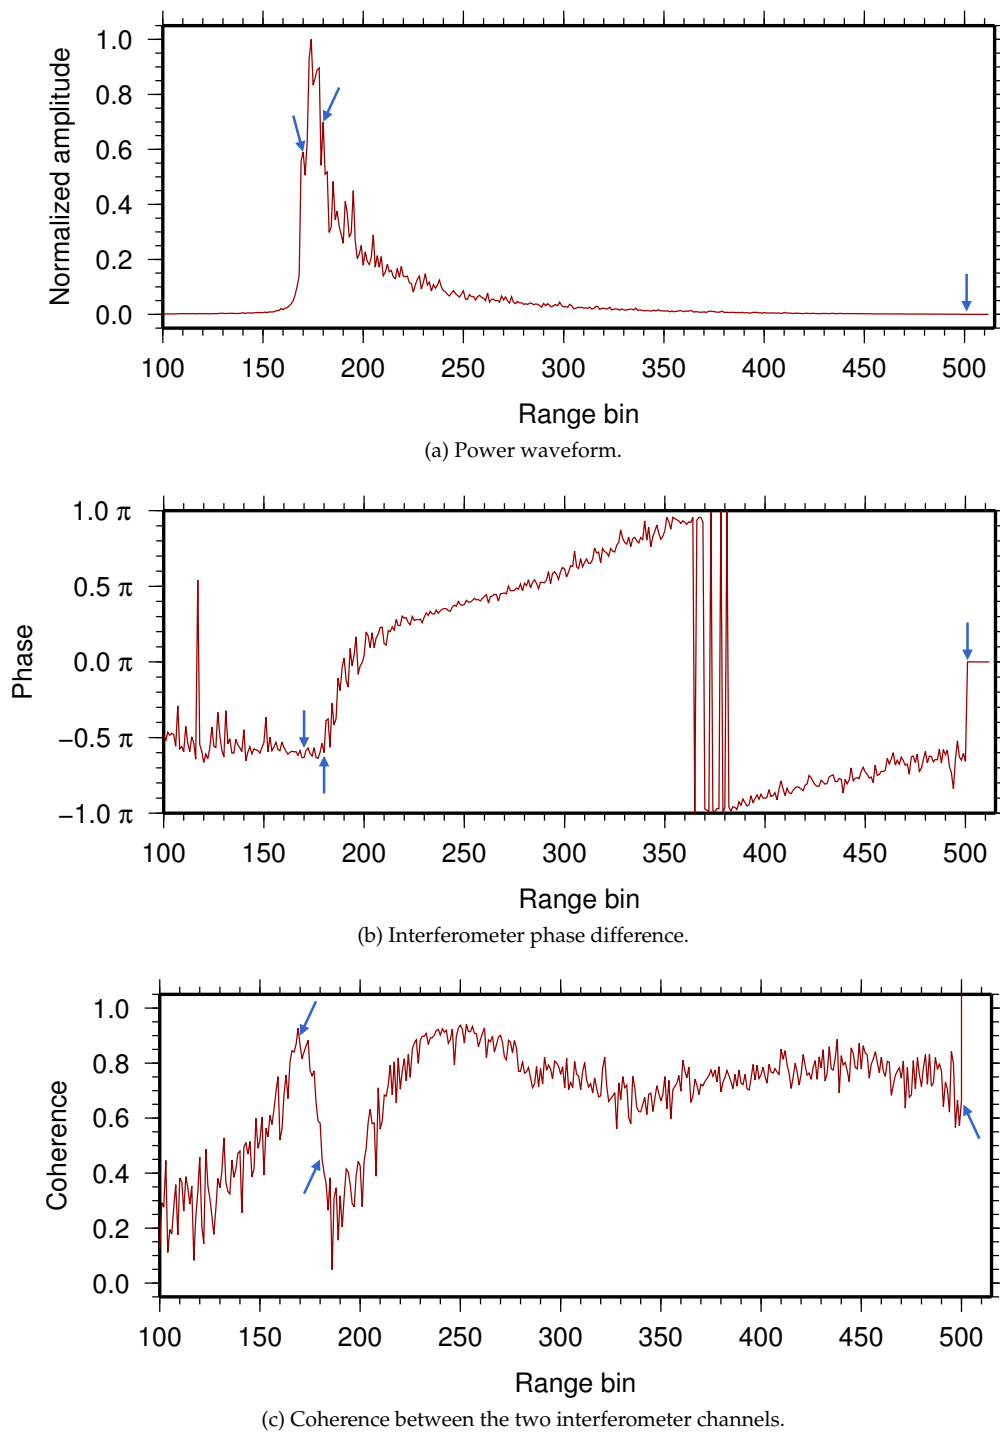 1.0
0.8
0.6
0.4
0.2
0.0
Normalized amplitude
100 150 200 250 300 350 400 450 500
Range bin
(a) Power waveform.
1.0 π
0.5 π
0.0 π
−0.5 π
−1.0 π
Phase
100 150 200 250 300 350 400 450 500
Range bin
(b) Interferometer phase difference.
1.0
0.8
0.6
0.4
0.2
0.0
Coherence
100 150 200 250 300 350 400 450 500
Range bin
(c) Coherence between the two interferometer channels.